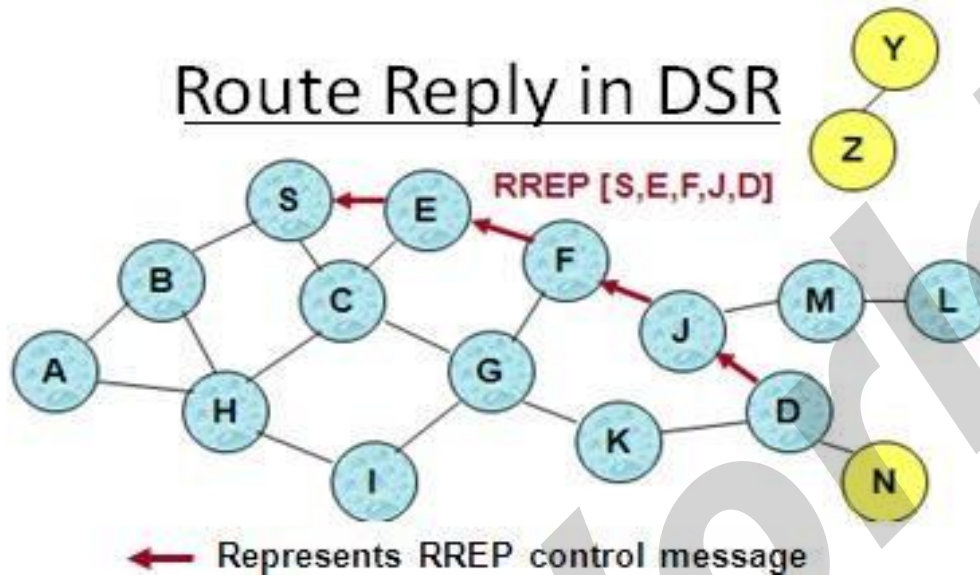 Route Reply in DSR
Y
Z
RREP [S,E,F,J,D]
S
E
F
B
C
J
M
L
A
H
G
K
D
I
N
Represents RREP control message